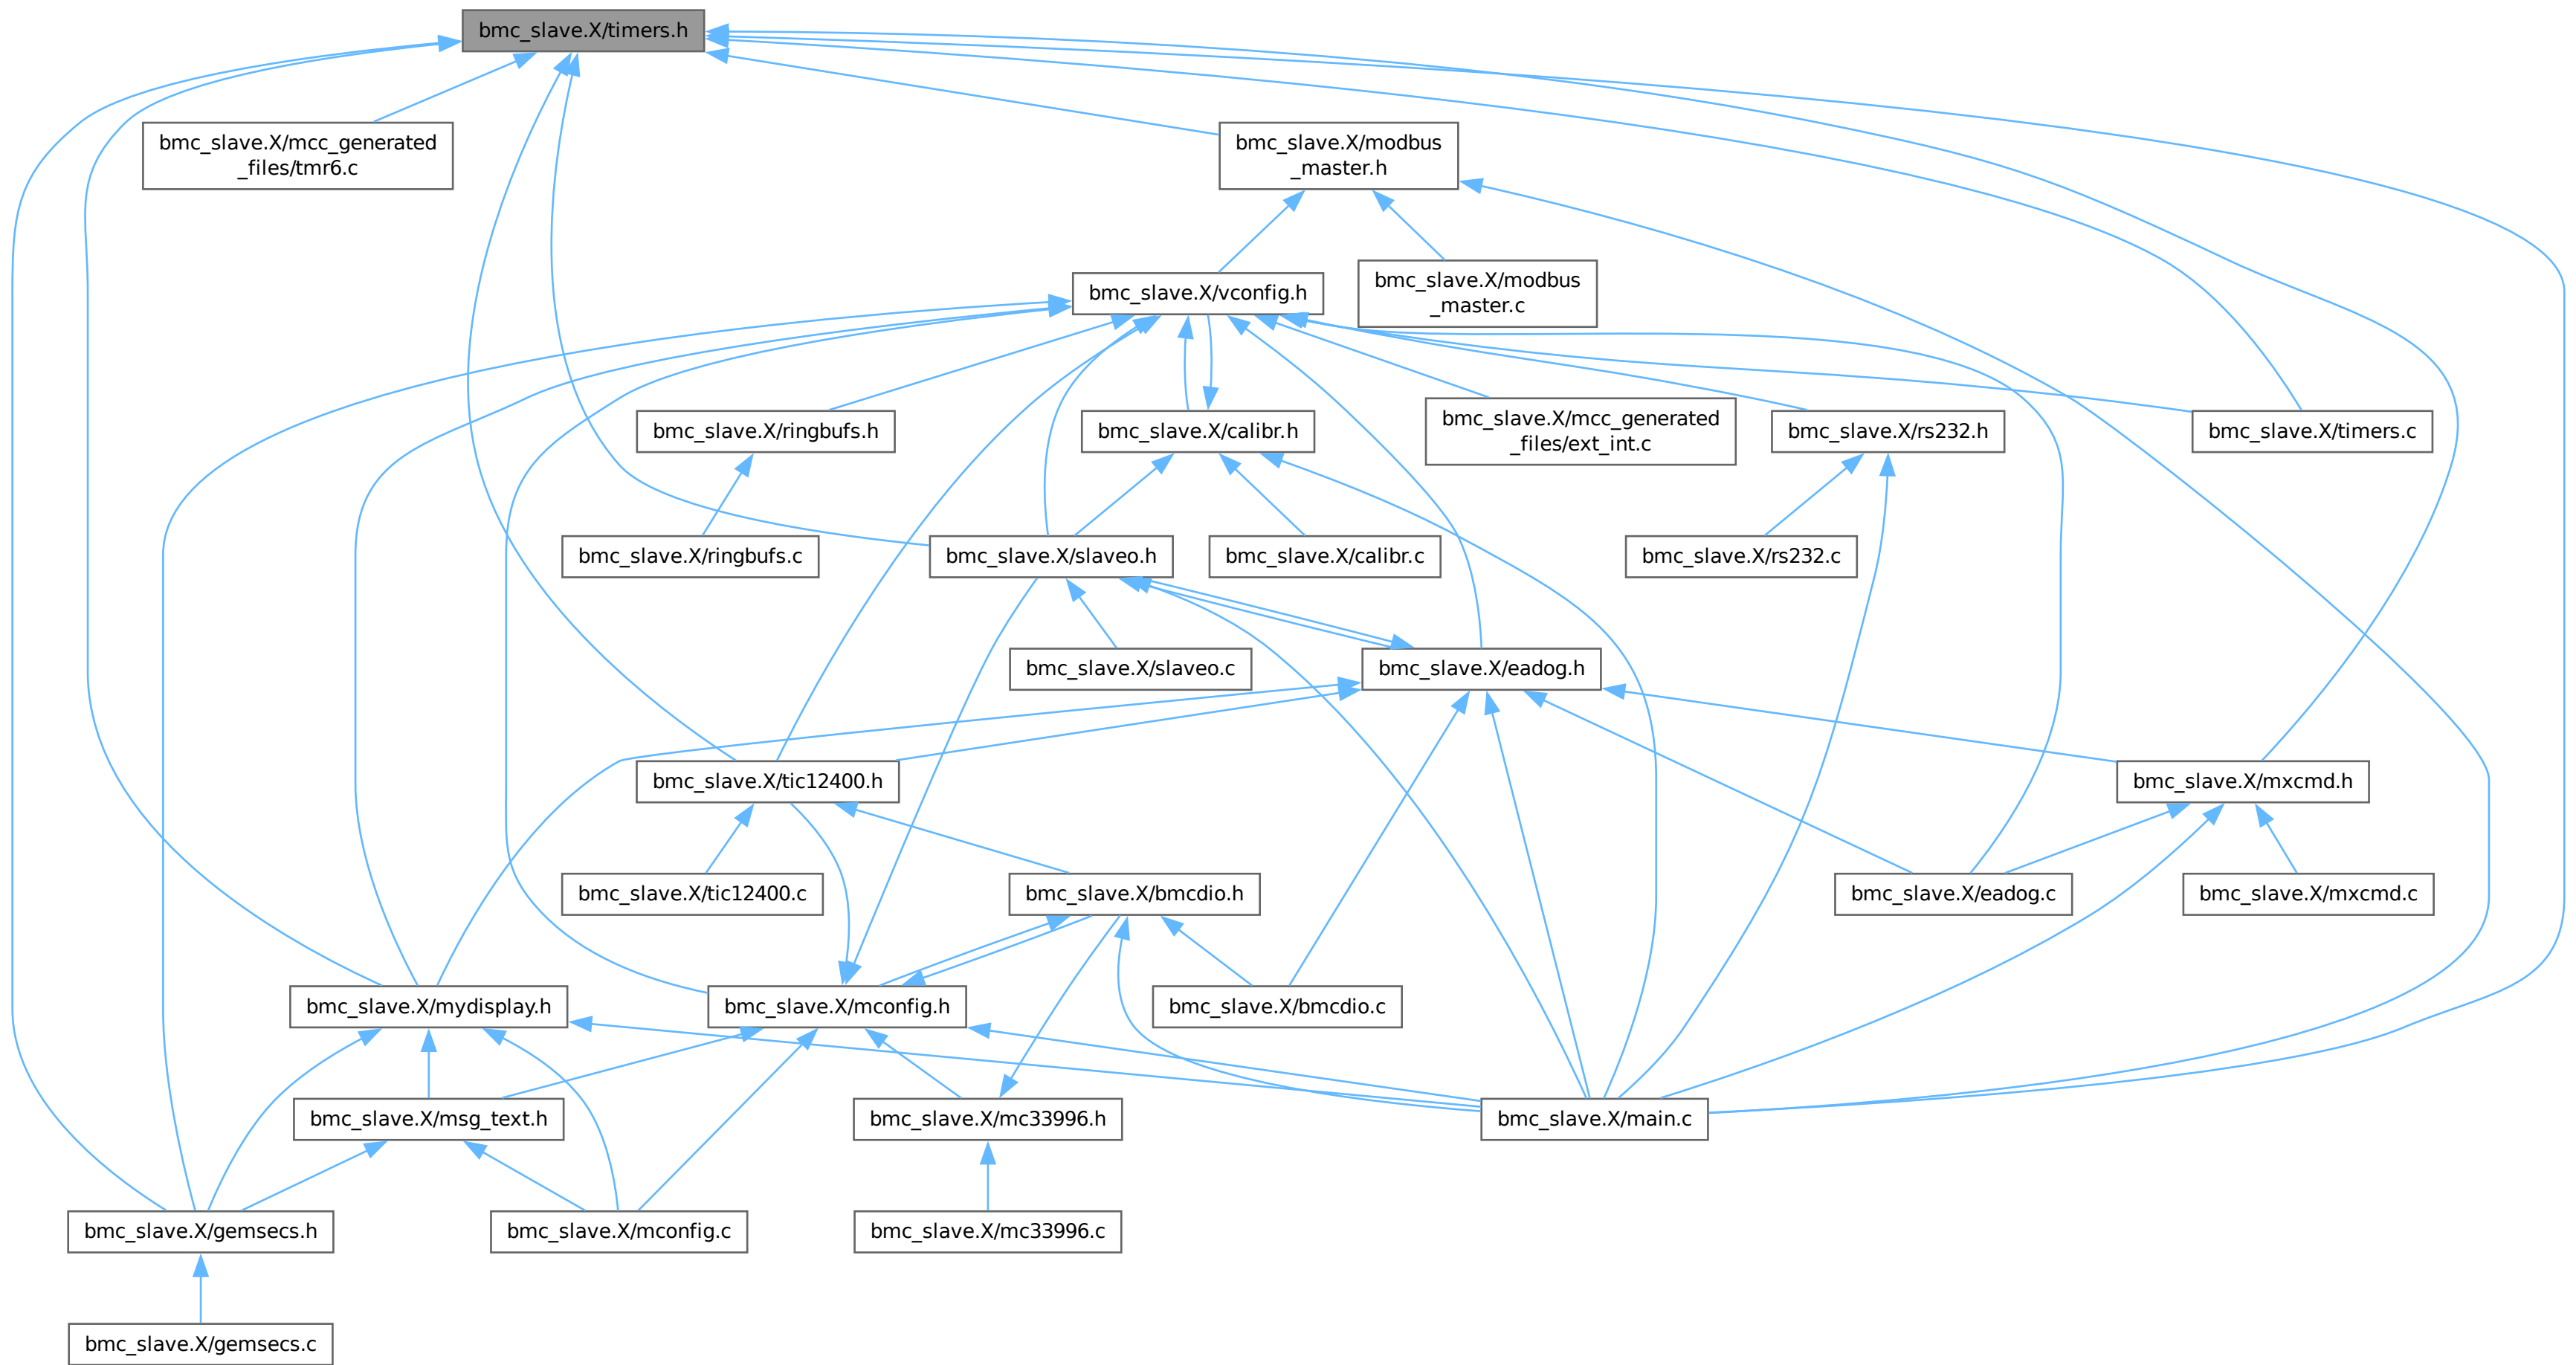 bmc_slave.X/timers.h
bmc_slave.X/mcc_generated
_files/tmr6.c
bmc_slave.X/modbus
_master.h
bmc_slave.X/vconfig.h
bmc_slave.X/modbus
_master.c
bmc_slave.X/ringbufs.h
bmc_slave.X/calibr.h
bmc_slave.X/mcc_generated
_files/ext_int.c
bmc_slave.X/rs232.h
bmc_slave.X/timers.c
bmc_slave.X/ringbufs.c
bmc_slave.X/slaveo.h
bmc_slave.X/calibr.c
bmc_slave.X/rs232.c
bmc_slave.X/slaveo.c
bmc_slave.X/eadog.h
bmc_slave.X/tic12400.h
bmc_slave.X/mxcmd.h
bmc_slave.X/tic12400.c
bmc_slave.X/bmcdio.h
bmc_slave.X/eadog.c
bmc_slave.X/mxcmd.c
bmc_slave.X/mydisplay.h
bmc_slave.X/mconfig.h
bmc_slave.X/bmcdio.c
bmc_slave.X/msg_text.h
bmc_slave.X/mc33996.h
bmc_slave.X/main.c
bmc_slave.X/gemsecs.h
bmc_slave.X/mconfig.c
bmc_slave.X/mc33996.c
bmc_slave.X/gemsecs.c